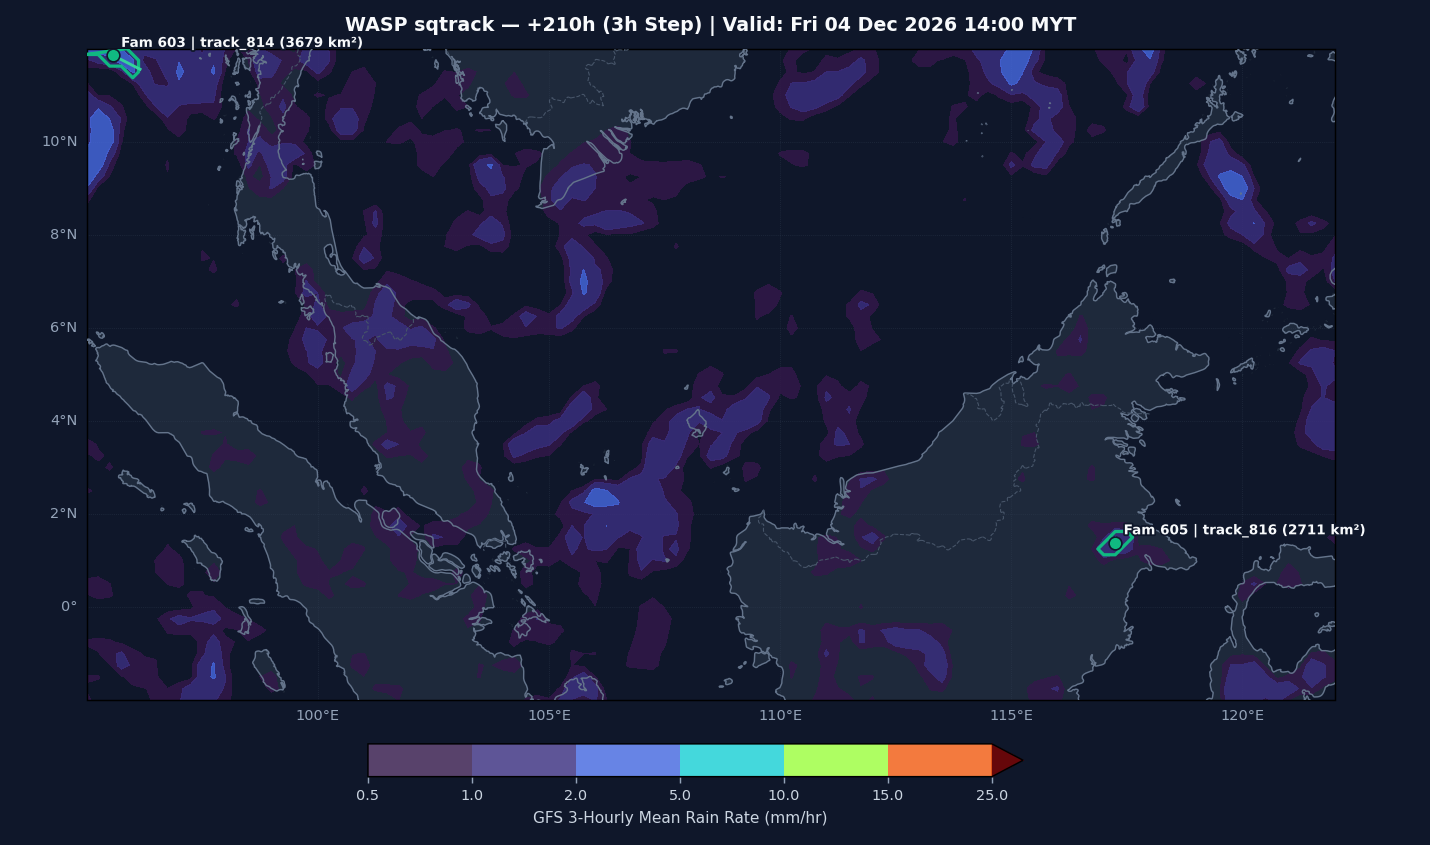 WASP sqtrack — +210h (3h Step) | Valid: Fri 04 Dec 2026 14:00 MYT
Fam 603 | track_814 (3679 km²)
10°N
8°N
6°N
4°N
2°N
Fam 605 | track_816 (2711 km²)
0°
100°E
105°E
110°E
115°E
120°E
0.5
1.0
2.0
5.0
10.0
15.0
25.0
GFS 3-Hourly Mean Rain Rate (mm/hr)